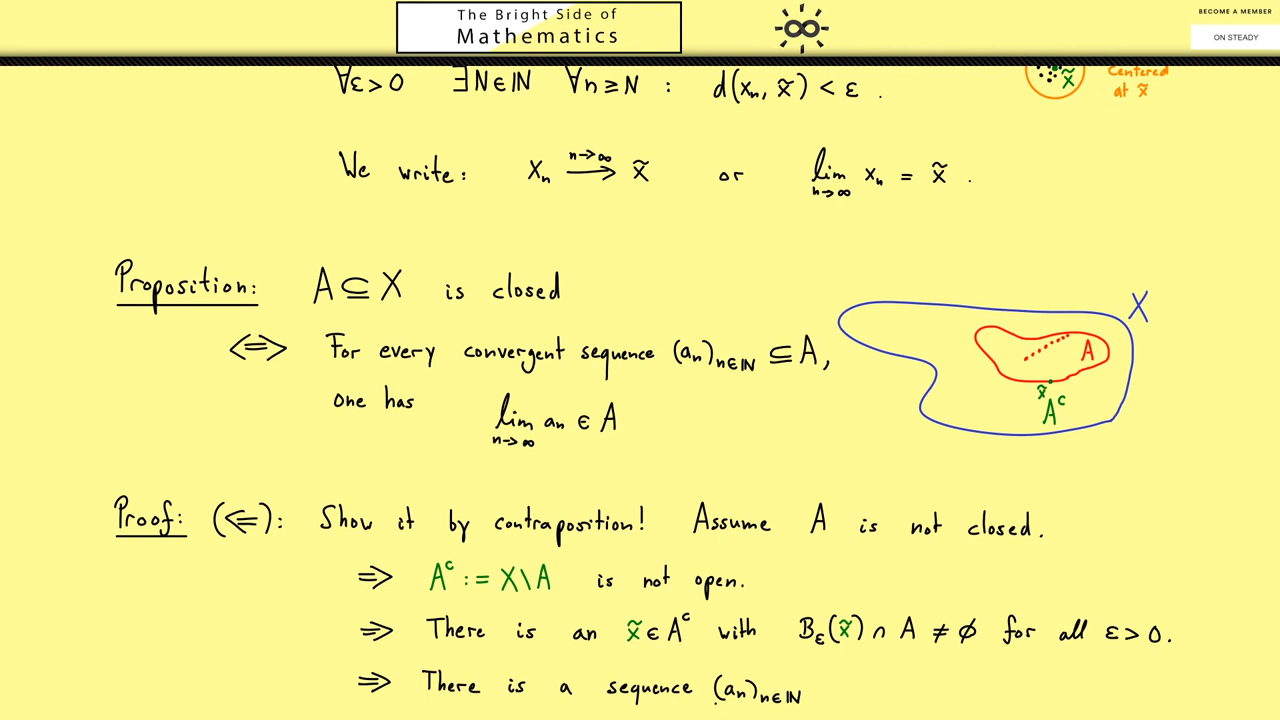 The Bright Side of
Mathematics
BECOME A MEMBER
ON STEADY
∀ε>0 ∃N∈ℕ ∀n≥N : d(xₙ, x̃) < ε .
x̃
centered
at x̃
We write: xₙ —n→∞→ x̃ or lim n→∞ xₙ = x̃ .
Proposition: A ⊆ X is closed
X
⟺ For every convergent sequence (aₙ)n∈ℕ ⊆ A,
A
one has lim n→∞ aₙ ∈ A
x̃
Aᶜ
Proof: (⇐): Show it by contraposition! Assume A is not closed.
⇒ Aᶜ := X\A is not open.
⇒ There is an x̃ ∈ Aᶜ with Bε(x̃) ∩ A ≠ ∅ for all ε>0.
⇒ There is a sequence (aₙ)n∈ℕ